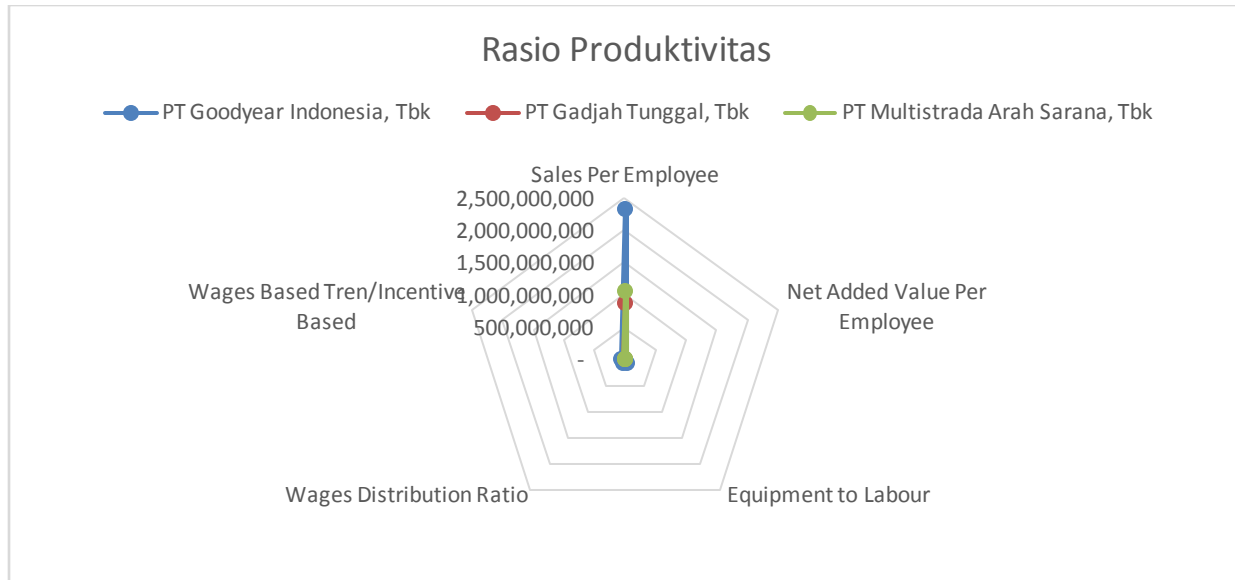 Rasio Produktivitas
PT Goodyear Indonesia, Tbk
PT Gadjah Tunggal, Tbk
PT Multistrada Arah Sarana, Tbk
Sales Per Employee
2,500,000,000
2,000,000,000
1,500,000,000
1,000,000,000
500,000,000
-
Wages Based Tren/Incentive
Based
Net Added Value Per
Employee
Wages Distribution Ratio
Equipment to Labour